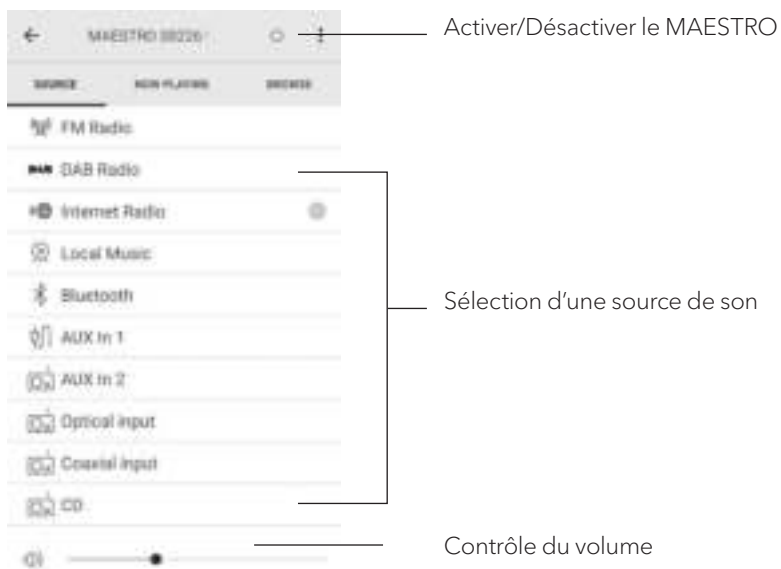 MAESTRO
Activer/Désactiver le MAESTRO
SOURCE NOW PLAYING BROWSE
FM Radio
DAB Radio
Internet Radio
Local Music
Bluetooth
Sélection d'une source de son
AUX In 1
AUX In 2
Optical input
Coaxial input
CD
Contrôle du volume